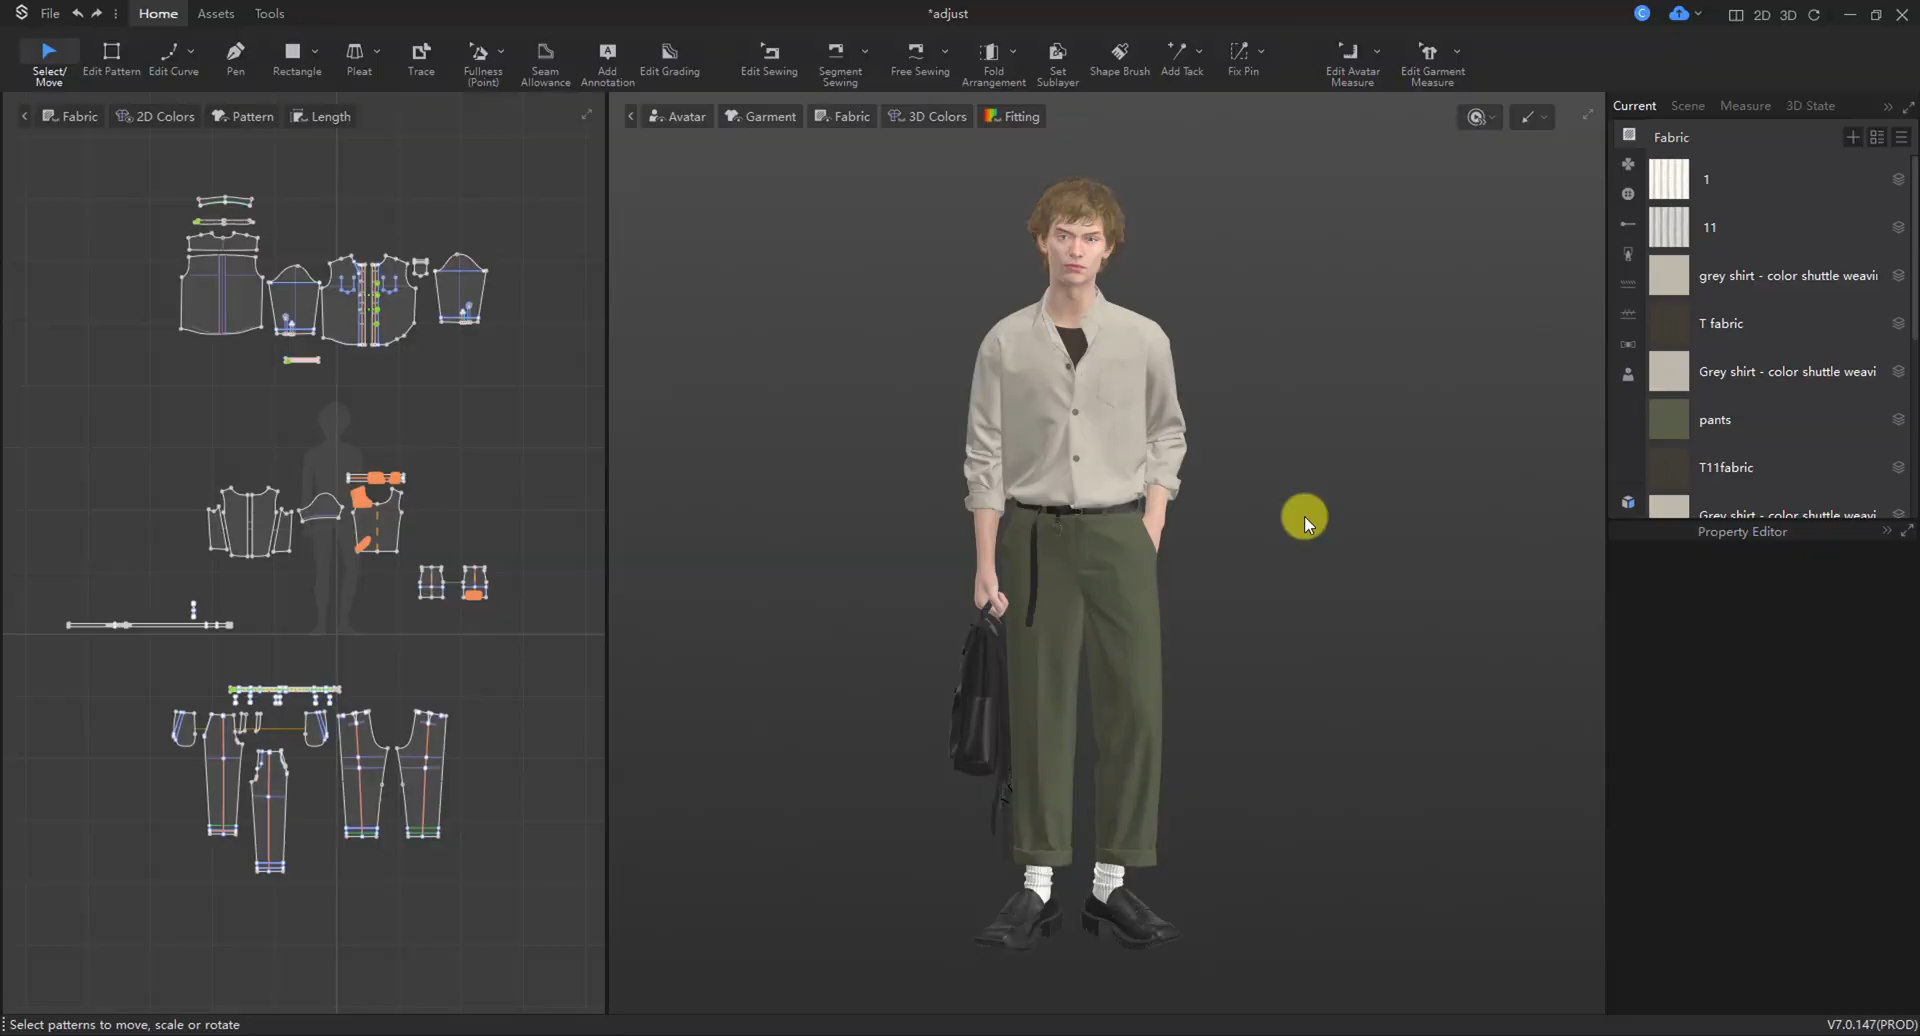 File
Home
Assets
Tools
*adjust
C
2D
3D
Select/
Move
Edit Pattern
Edit Curve
Pen
Rectangle
Pleat
Trace
Fullness
(Point)
Seam
Allowance
A
Add
Annotation
Edit Grading
Edit Sewing
Segment
Sewing
Free Sewing
Fold
Arrangement
Set
Sublayer
Shape Brush
Add Tack
Fix Pin
Edit Avatar
Measure
Edit Garment
Measure
Fabric
2D Colors
Pattern
Length
Avatar
Garment
Fabric
3D Colors
Fitting
Current
Scene
Measure
3D State
Fabric
1
11
grey shirt - color shuttle weavi
T fabric
Grey shirt - color shuttle weavi
pants
T11fabric
Grey shirt - color shuttle weavi
Property Editor
Select patterns to move, scale or rotate
V7.0.147(PROD)